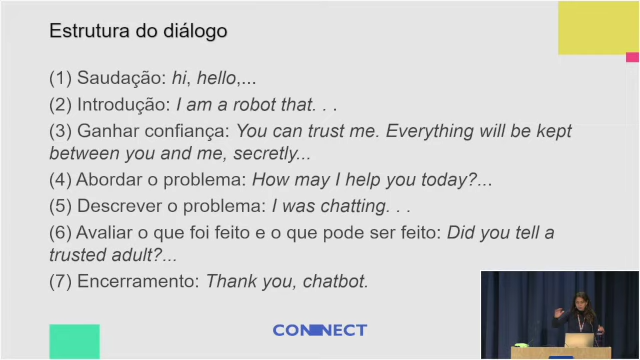 Estrutura do diálogo
(1) Saudação: hi, hello,...
(2) Introdução: I am a robot that. . .
(3) Ganhar confiança: You can trust me. Everything will be kept
between you and me, secretly...
(4) Abordar o problema: How may I help you today?...
(5) Descrever o problema: I was chatting. . .
(6) Avaliar o que foi feito e o que pode ser feito: Did you tell a
trusted adult?...
(7) Encerramento: Thank you, chatbot.
CONNECT